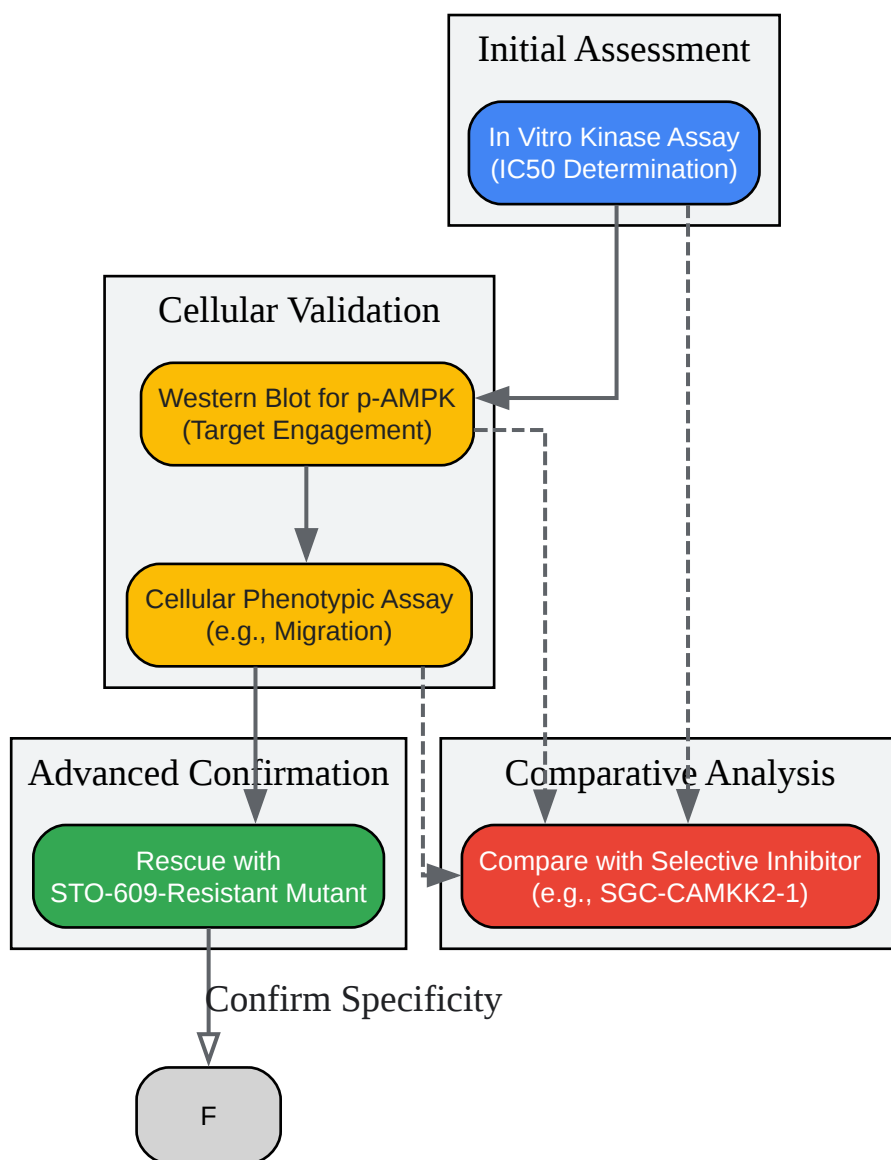 Initial Assessment
In Vitro Kinase Assay
(IC50 Determination)
Cellular Validation
Western Blot for p-AMPK
(Target Engagement)
Cellular Phenotypic Assay
(e.g., Migration)
Advanced Confirmation
Rescue with
STO-609-Resistant Mutant
Comparative Analysis
Compare with Selective Inhibitor
(e.g., SGC-CAMKK2-1)
Confirm Specificity
F